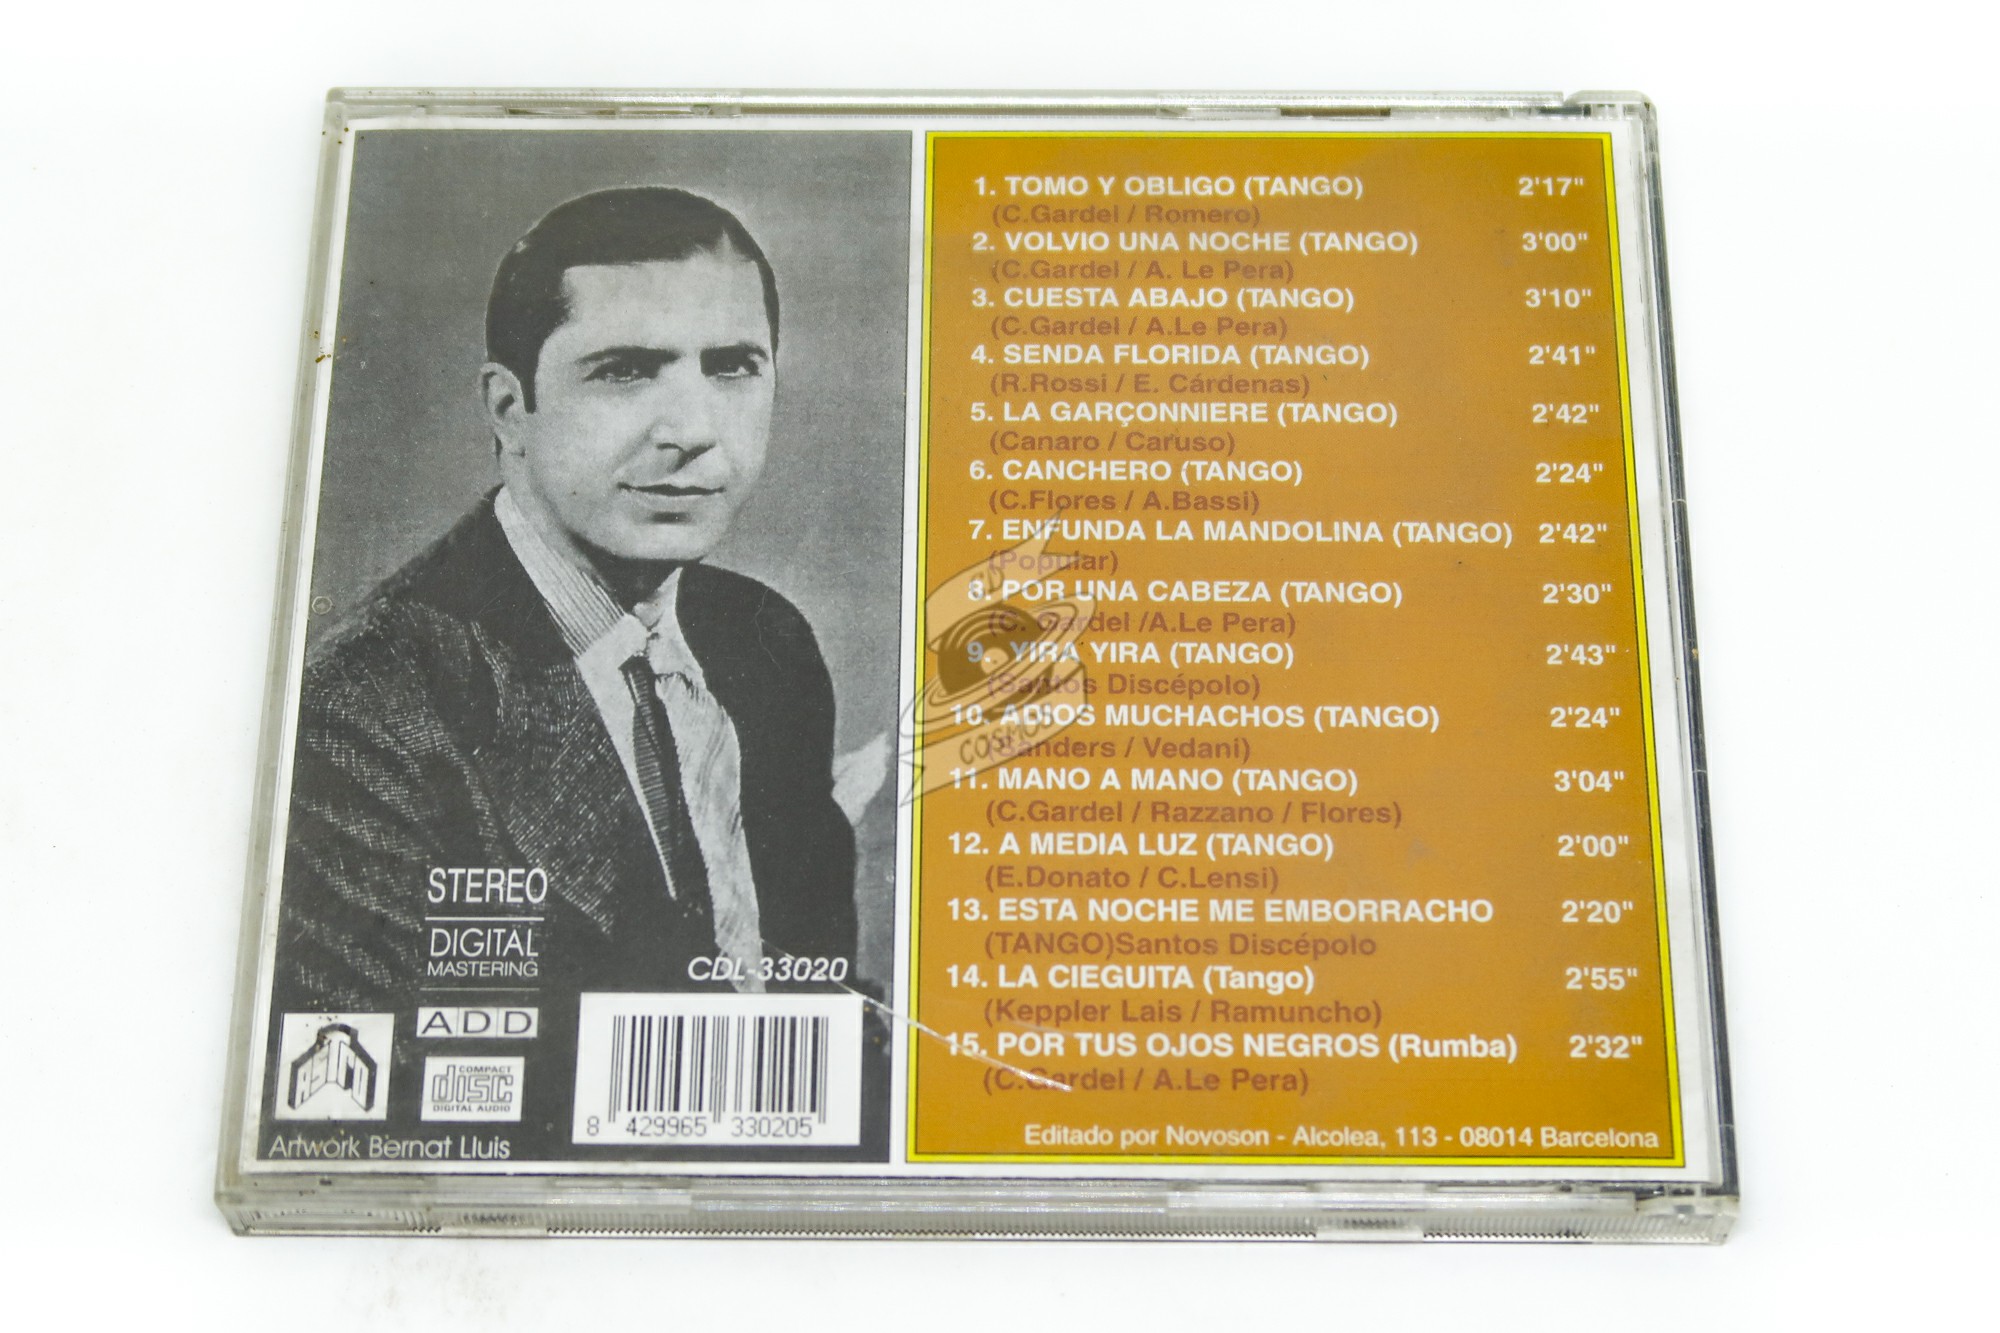 1. TOMO Y OBLIGO (TANGO) 2'17"
(C.Gardel / Romero)
2. VOLVIO UNA NOCHE (TANGO) 3'00"
(C.Gardel / A. Le Pera)
3. CUESTA ABAJO (TANGO) 3'10"
(C.Gardel / A.Le Pera)
4. SENDA FLORIDA (TANGO) 2'41"
(R.Rossi / E. Cárdenas)
5. LA GARÇONNIERE (TANGO) 2'42"
(Canaro / Caruso)
6. CANCHERO (TANGO) 2'24"
(C.Flores / A.Bassi)
7. ENFUNDA LA MANDOLINA (TANGO) 2'42"
(Popular)
8. POR UNA CABEZA (TANGO) 2'30"
(C. Gardel /A.Le Pera)
9. YIRA YIRA (TANGO) 2'43"
(Santos Discépolo)
10. ADIOS MUCHACHOS (TANGO) 2'24"
(Sanders / Vedani)
11. MANO A MANO (TANGO) 3'04"
(C.Gardel / Razzano / Flores)
12. A MEDIA LUZ (TANGO) 2'00"
(E.Donato / C.Lensi)
13. ESTA NOCHE ME EMBORRACHO 2'20"
(TANGO)Santos Discépolo
14. LA CIEGUITA (Tango) 2'55"
(Keppler Lais / Ramuncho)
15. POR TUS OJOS NEGROS (Rumba) 2'32"
(C.Gardel / A.Le Pera)
Editado por Novoson - Alcolea, 113 - 08014 Barcelona
STEREO
DIGITAL
MASTERING
CDL-33020
ADD
ASICO
COMPACT
disc
DIGITAL AUDIO
8 429965 330205
Artwork Bernat Lluis
CD
COSMOS